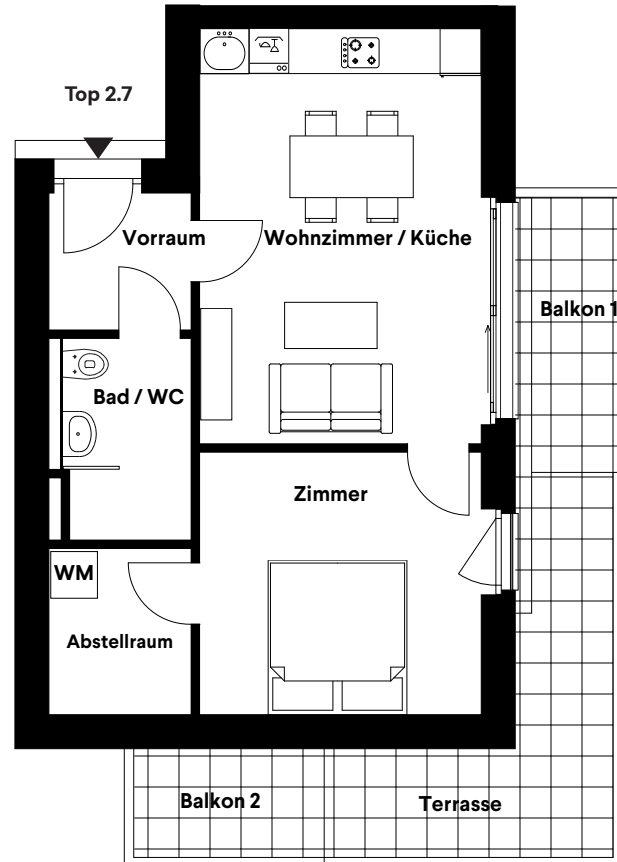 Top 2.7
Vorraum
Wohnzimmer / Küche
Balkon 1
Bad / WC
Zimmer
WM
Abstellraum
Balkon 2
Terrasse